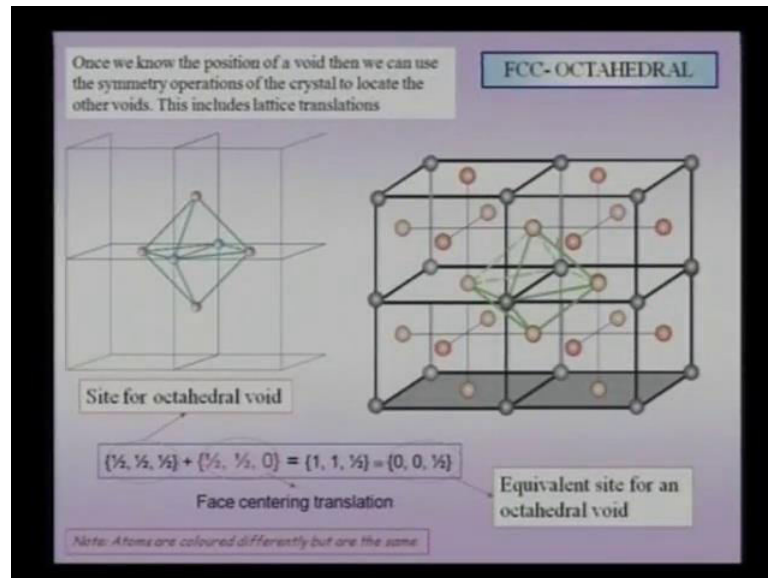 Once we know the position of a void then we can use
the symmetry operations of the crystal to locate the
other voids. This includes lattice translations
FCC- OCTAHEDRAL
Site for octahedral void
{½, ½, ½} + {½, ½, 0} = {1, 1, ½} = {0, 0, ½}
Face centering translation
Equivalent site for an
octahedral void
Note: Atoms are coloured differently but are the same